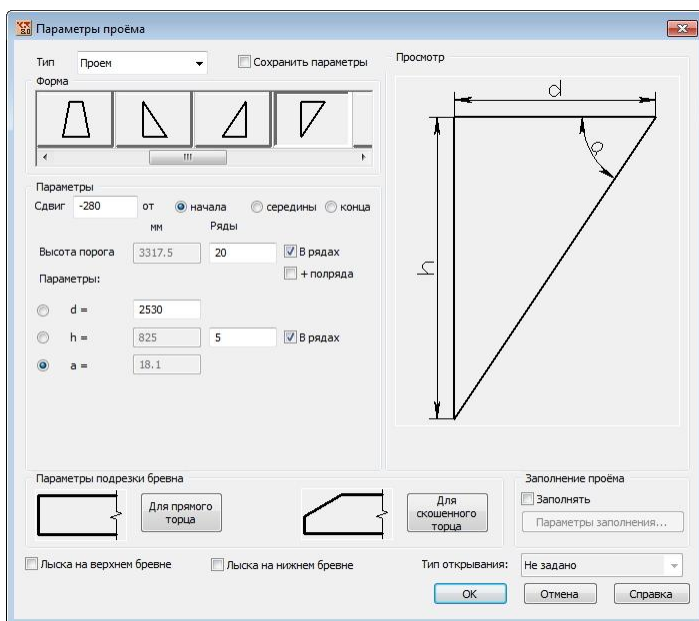 Параметры проёма
Тип Проем Сохранить параметры
Просмотр
Форма
Параметры
Сдвиг -280 от начала середины конца
мм Ряды
Высота порога 3317.5 20 В рядах
+ полряда
Параметры:
d = 2530
h = 825 5 В рядах
a = 18.1
d
h
Параметры подрезки бревна
Для прямого торца
Для скошенного торца
Заполнение проёма
Заполнять
Параметры заполнения...
Лыска на верхнем бревне Лыска на нижнем бревне Тип открывания: Не задано
ОК Отмена Справка